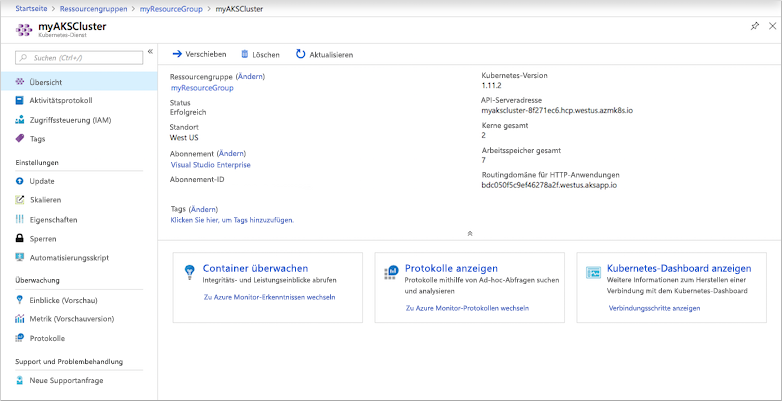 Startseite > Ressourcengruppen > myResourceGroup > myAKSCluster
myAKSCluster
Kubernetes-Dienst
Suchen (Ctrl+/)
Übersicht
Aktivitätsprotokoll
Zugriffssteuerung (IAM)
Tags
Einstellungen
Update
Skalieren
Eigenschaften
Sperren
Automatisierungsskript
Überwachung
Einblicke (Vorschau)
Metrik (Vorschauversion)
Protokolle
Support und Problembehandlung
Neue Supportanfrage
Verschieben
Löschen
Aktualisieren
Ressourcengruppe (Ändern)
myResourceGroup
Status
Erfolgreich
Standort
West US
Abonnement (Ändern)
Visual Studio Enterprise
Abonnement-ID
Tags (Ändern)
Klicken Sie hier, um Tags hinzuzufügen.
Kubernetes-Version
1.11.2
API-Serveradresse
myakscluster-8f271ec6.hcp.westus.azmk8s.io
Kerne gesamt
2
Arbeitsspeicher gesamt
7
Routingdomäne für HTTP-Anwendungen
bdc050f5c9ef46278a2f.westus.aksapp.io
Container überwachen
Integritäts- und Leistungseinblicke abrufen
Zu Azure Monitor-Erkenntnissen wechseln
Protokolle anzeigen
Protokolle mithilfe von Ad-hoc-Abfragen suchen
und analysieren
Zu Azure Monitor-Protokollen wechseln
Kubernetes-Dashboard anzeigen
Weitere Informationen zum Herstellen einer
Verbindung mit dem Kubernetes-Dashboard
Verbindungsschritte anzeigen